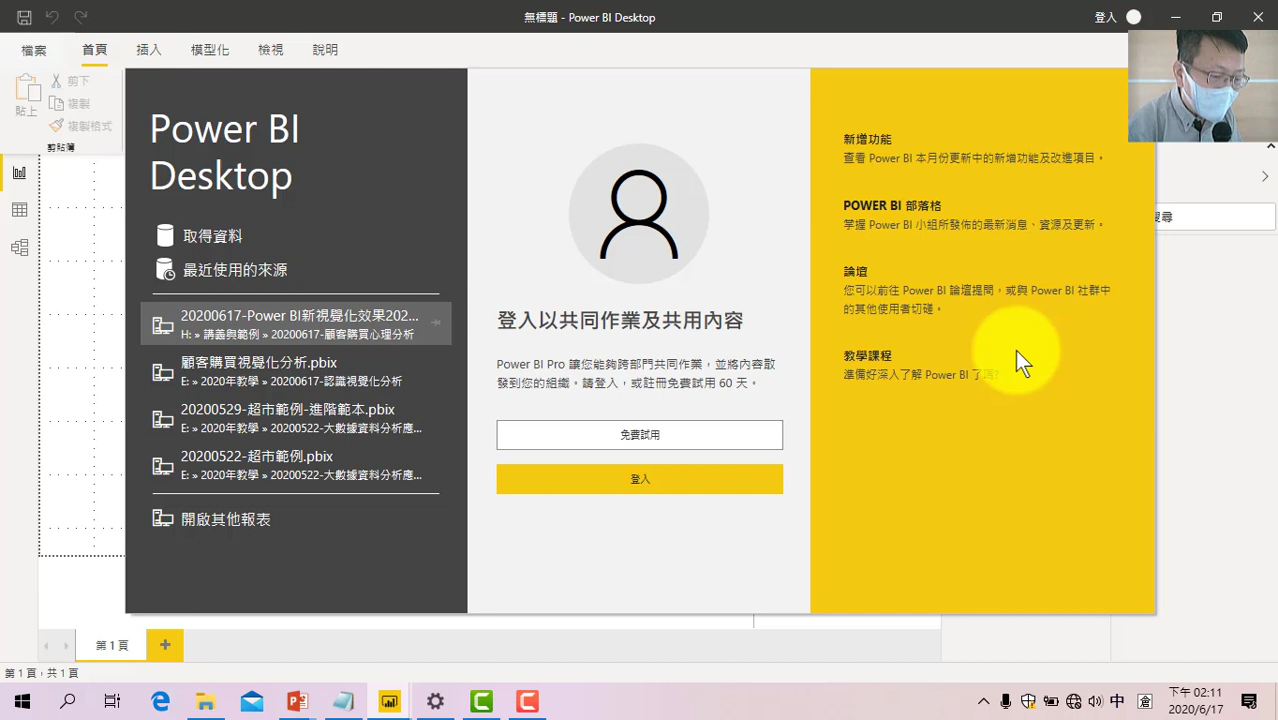 無標題 - Power BI Desktop
登入
檔案
首頁
插入
模型化
檢視
說明
貼上
剪下
複製
複製格式
剪貼簿
Power BI
Desktop
取得資料
最近使用的來源
20200617-Power BI新視覺化效果202...
H: » 講義與範例 » 20200617-顧客購買心理分析
顧客購買視覺化分析.pbix
E: » 2020年教學 » 20200617-認識視覺化分析
20200529-超市範例-進階範本.pbix
E: » 2020年教學 » 20200522-大數據資料分析應...
20200522-超市範例.pbix
E: » 2020年教學 » 20200522-大數據資料分析應...
開啟其他報表
登入以共同作業及共用內容
Power BI Pro 讓您能夠跨部門共同作業，並將內容散
發到您的組織。請登入，或註冊免費試用 60 天。
免費試用
登入
新增功能
查看 Power BI 本月份更新中的新增功能及改進項目。
POWER BI 部落格
掌握 Power BI 小組所發佈的最新消息、資源及更新。
論壇
您可以前往 Power BI 論壇提問，或與 Power BI 社群中
的其他使用者切磋。
教學課程
準備好深入了解 Power BI 了嗎?
搜尋
第 1 頁
第 1 頁，共 1 頁
中
倉
下午 02:11
2020/6/17